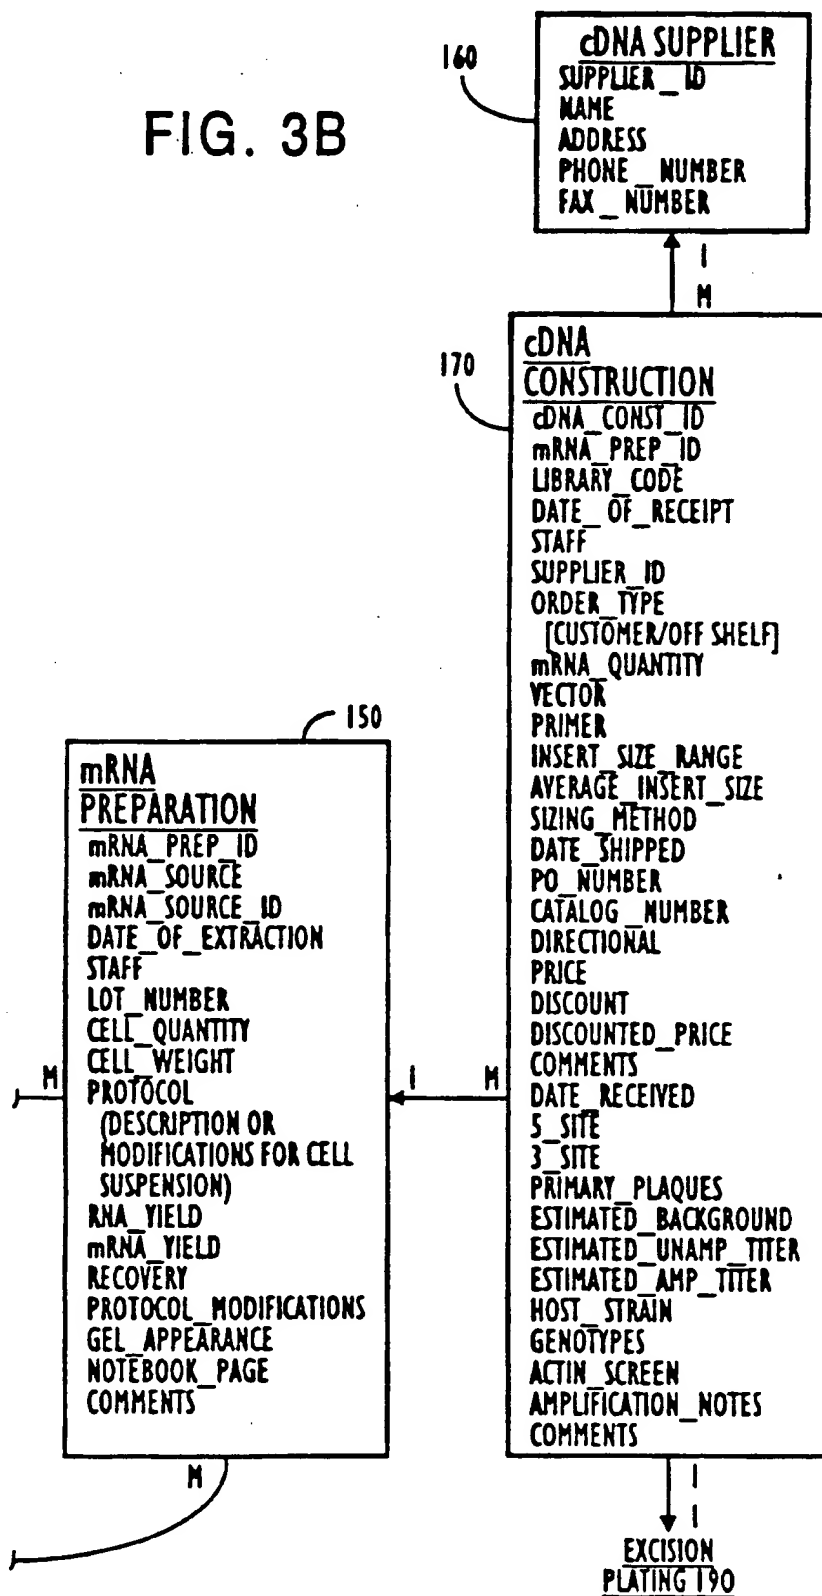 FIG. 3B
160
cDNA SUPPLIER
SUPPLIER_ID
NAME
ADDRESS
PHONE_NUMBER
FAX_NUMBER
1
M
170
cDNA
CONSTRUCTION
cDNA_CONST_ID
mRNA_PREP_ID
LIBRARY_CODE
DATE_OF_RECEIPT
STAFF
SUPPLIER_ID
ORDER_TYPE
[CUSTOMER/OFF SHELF]
mRNA_QUANTITY
VECTOR
PRIMER
INSERT_SIZE_RANGE
AVERAGE_INSERT_SIZE
SIZING_METHOD
DATE_SHIPPED
PO_NUMBER
CATALOG_NUMBER
DIRECTIONAL
PRICE
DISCOUNT
DISCOUNTED_PRICE
COMMENTS
DATE_RECEIVED
5_SITE
3_SITE
PRIMARY_PLAQUES
ESTIMATED_BACKGROUND
ESTIMATED_UNAMP_TITER
ESTIMATED_AMP_TITER
HOST_STRAIN
GENOTYPES
ACTIN_SCREEN
AMPLIFICATION_NOTES
COMMENTS
150
mRNA
PREPARATION
mRNA_PREP_ID
mRNA_SOURCE
mRNA_SOURCE_ID
DATE_OF_EXTRACTION
STAFF
LOT_NUMBER
CELL_QUANTITY
CELL_WEIGHT
PROTOCOL
(DESCRIPTION OR
MODIFICATIONS FOR CELL
SUSPENSION)
RNA_YIELD
mRNA_YIELD
RECOVERY
PROTOCOL_MODIFICATIONS
GEL_APPEARANCE
NOTEBOOK_PAGE
COMMENTS
M
1 M
M
1
1
EXCISION
PLATING 190